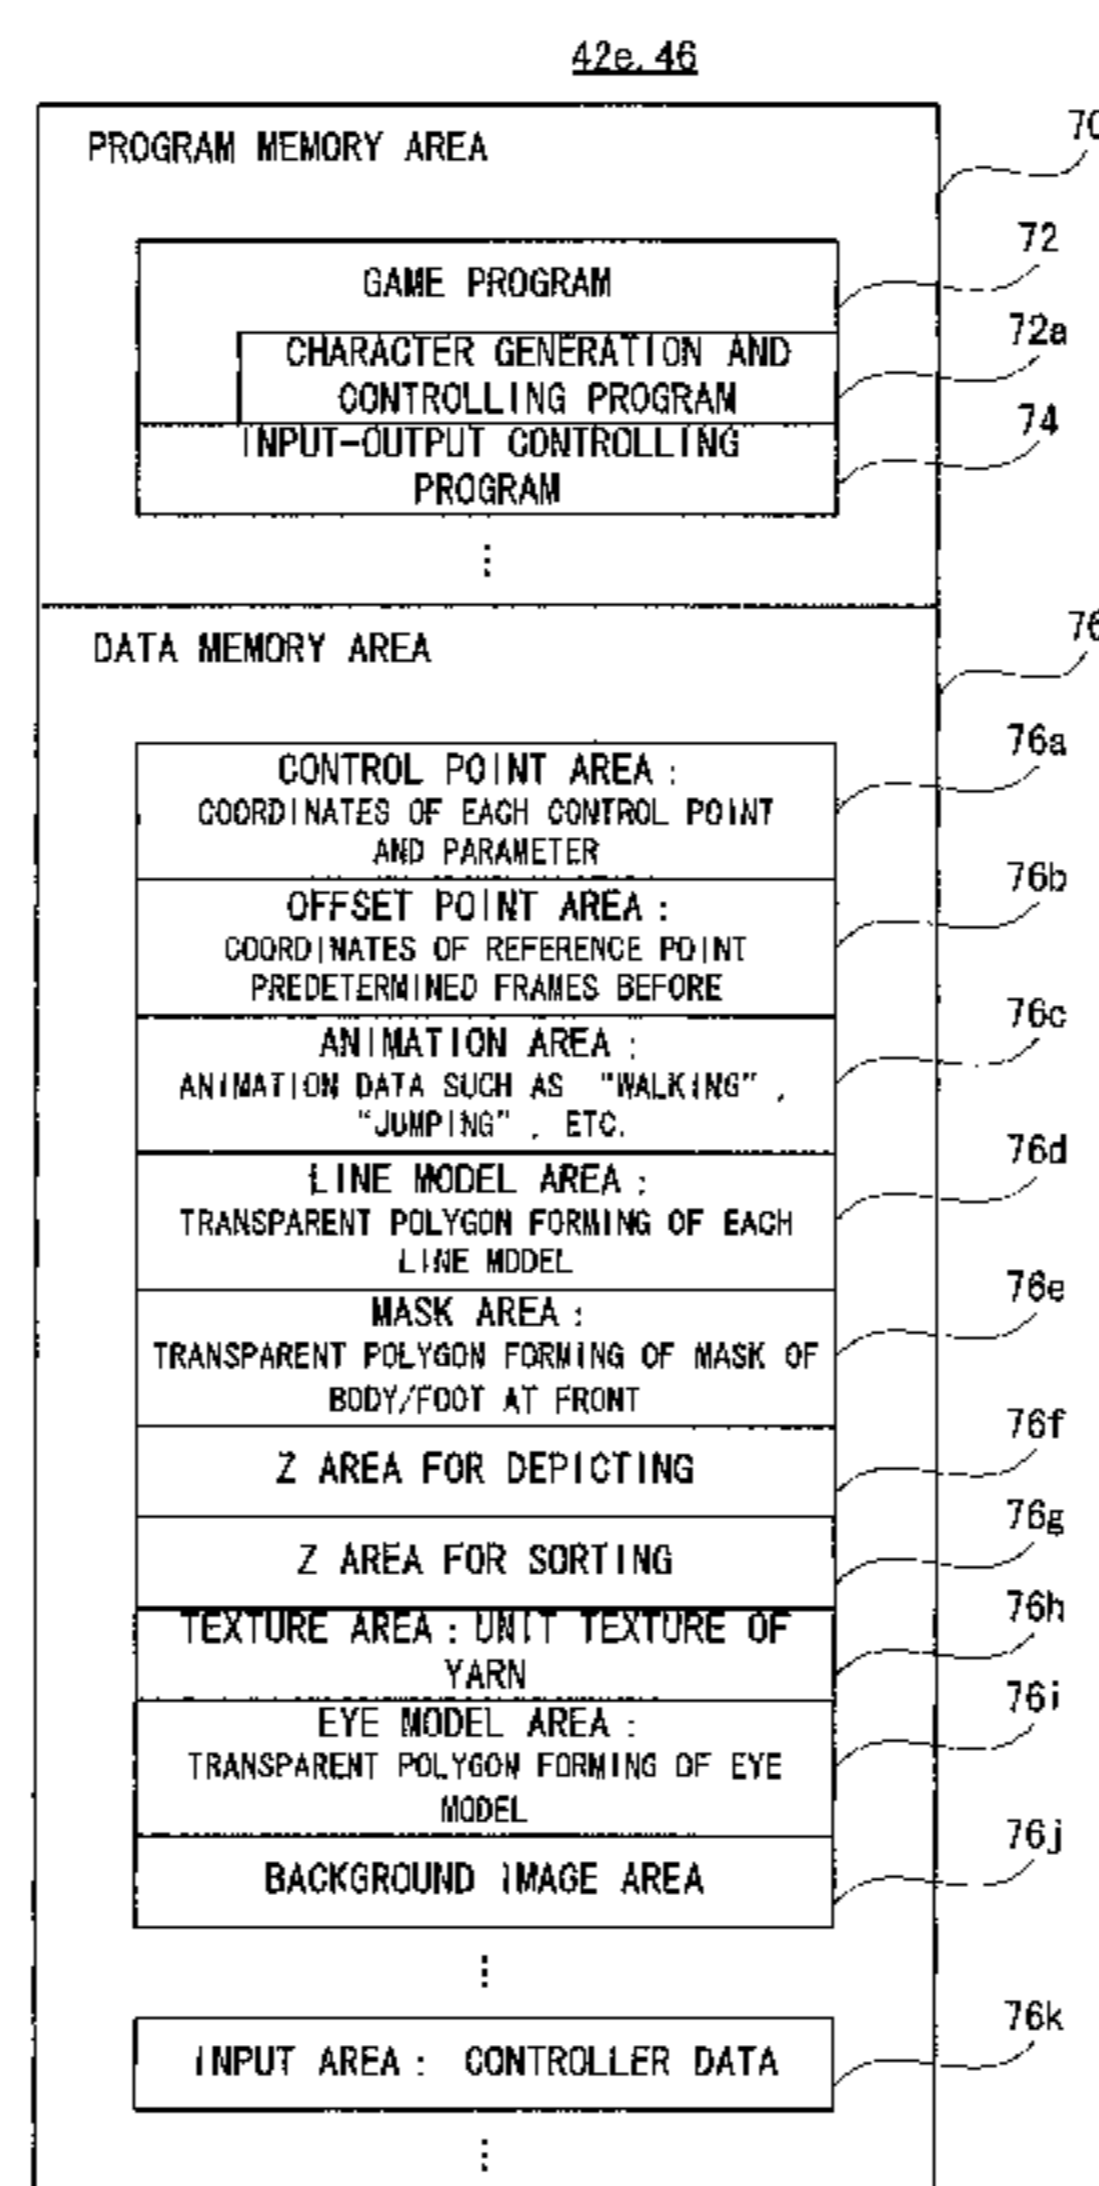 42e, 46
PROGRAM MEMORY AREA
70
GAME PROGRAM
72
CHARACTER GENERATION AND
CONTROLLING PROGRAM
72a
INPUT-OUTPUT CONTROLLING
PROGRAM
74
⋮
DATA MEMORY AREA
76
CONTROL POINT AREA :
COORDINATES OF EACH CONTROL POINT
AND PARAMETER
76a
OFFSET POINT AREA :
COORDINATES OF REFERENCE POINT
PREDETERMINED FRAMES BEFORE
76b
ANIMATION AREA :
ANIMATION DATA SUCH AS "WALKING",
"JUMPING", ETC.
76c
LINE MODEL AREA :
TRANSPARENT POLYGON FORMING OF EACH
LINE MODEL
76d
MASK AREA :
TRANSPARENT POLYGON FORMING OF MASK OF
BODY/FOOT AT FRONT
76e
Z AREA FOR DEPICTING
76f
Z AREA FOR SORTING
76g
TEXTURE AREA : UNIT TEXTURE OF
YARN
76h
EYE MODEL AREA :
TRANSPARENT POLYGON FORMING OF EYE
MODEL
76i
BACKGROUND IMAGE AREA
76j
⋮
INPUT AREA : CONTROLLER DATA
76k
⋮